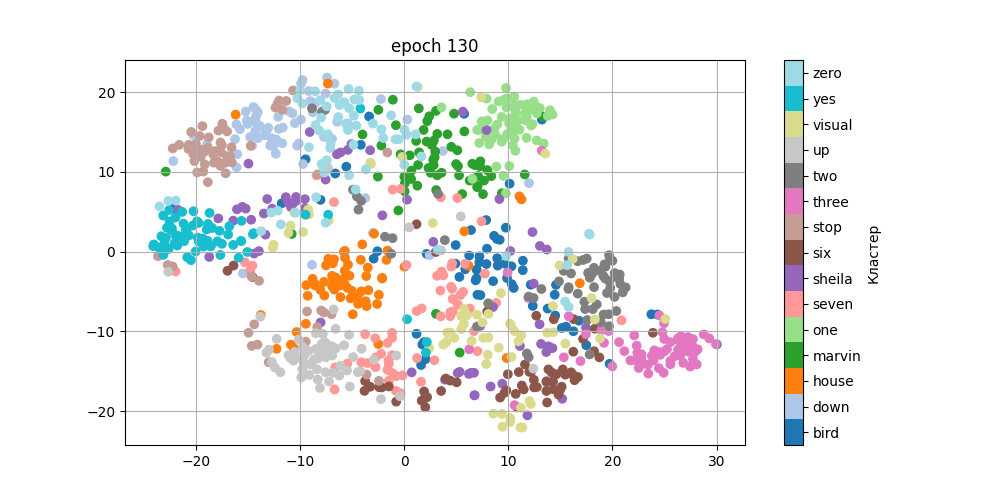 epoch 130
20
10
0
−10
−20
−20
−10
0
10
20
30
zero
yes
visual
up
two
three
stop
six
sheila
seven
one
marvin
house
down
bird
Кластер